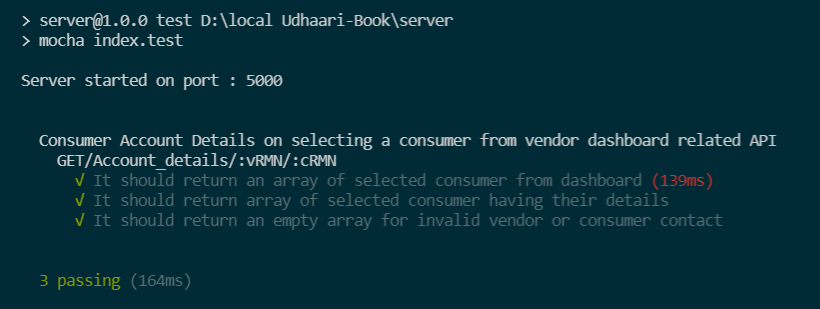 > server@1.0.0 test D:\local Udhaari-Book\server
> mocha index.test
Server started on port : 5000
Consumer Account Details on selecting a consumer from vendor dashboard related API
GET/Account_details/:vRMN/:cRMN
√ It should return an array of selected consumer from dashboard (139ms)
√ It should return array of selected consumer having their details
√ It should return an empty array for invalid vendor or consumer contact
3 passing (164ms)